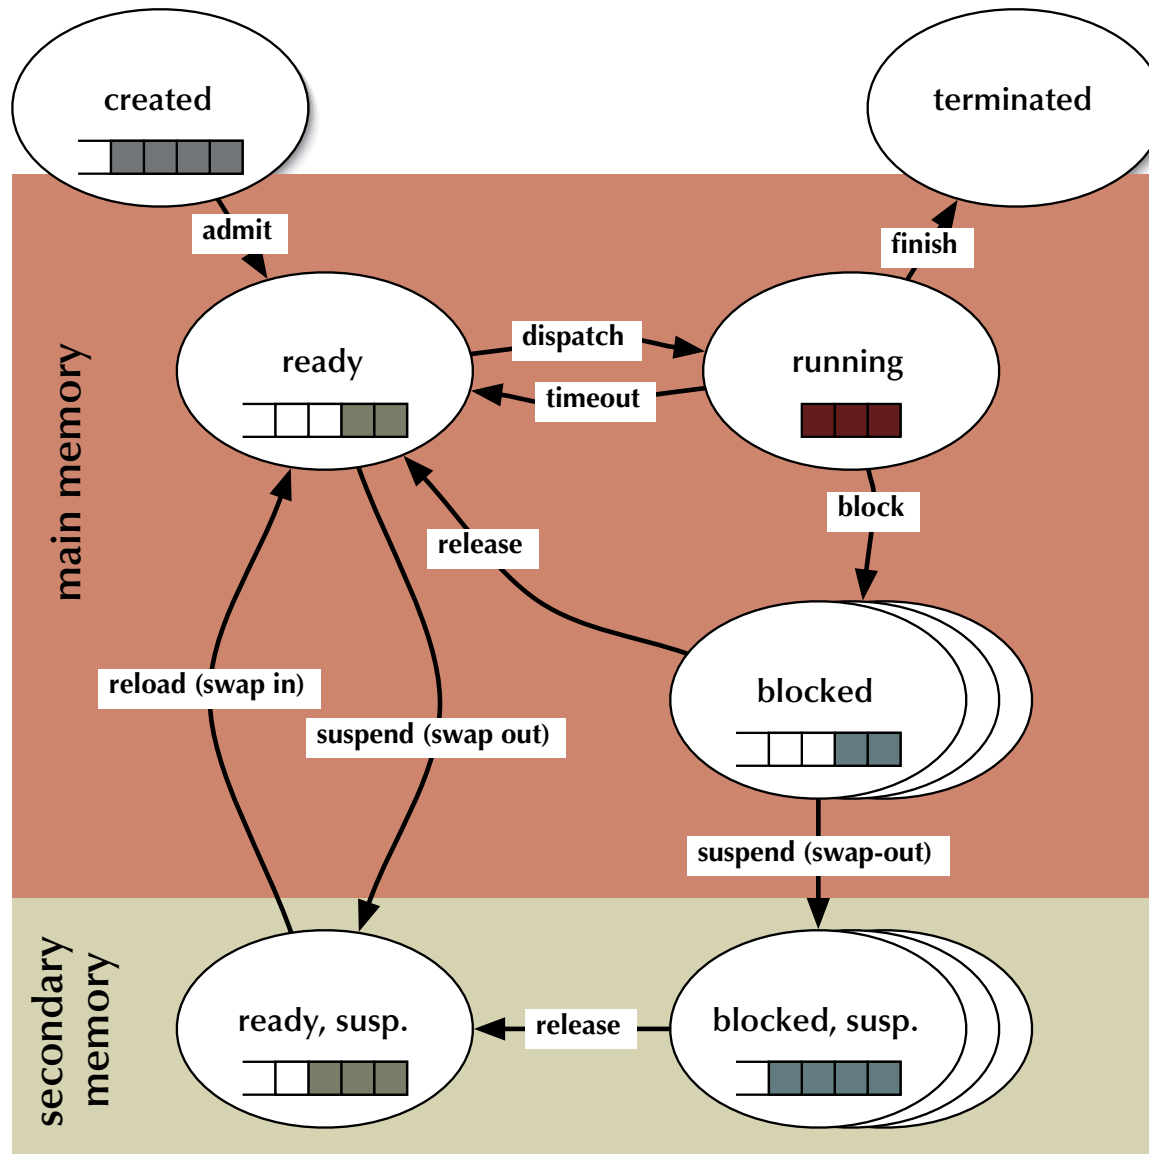 created
terminated
admit
finish
ready
dispatch
timeout
running
main memory
block
release
reload (swap in)
suspend (swap out)
blocked
suspend (swap-out)
secondary
memory
ready, susp.
release
blocked, susp.